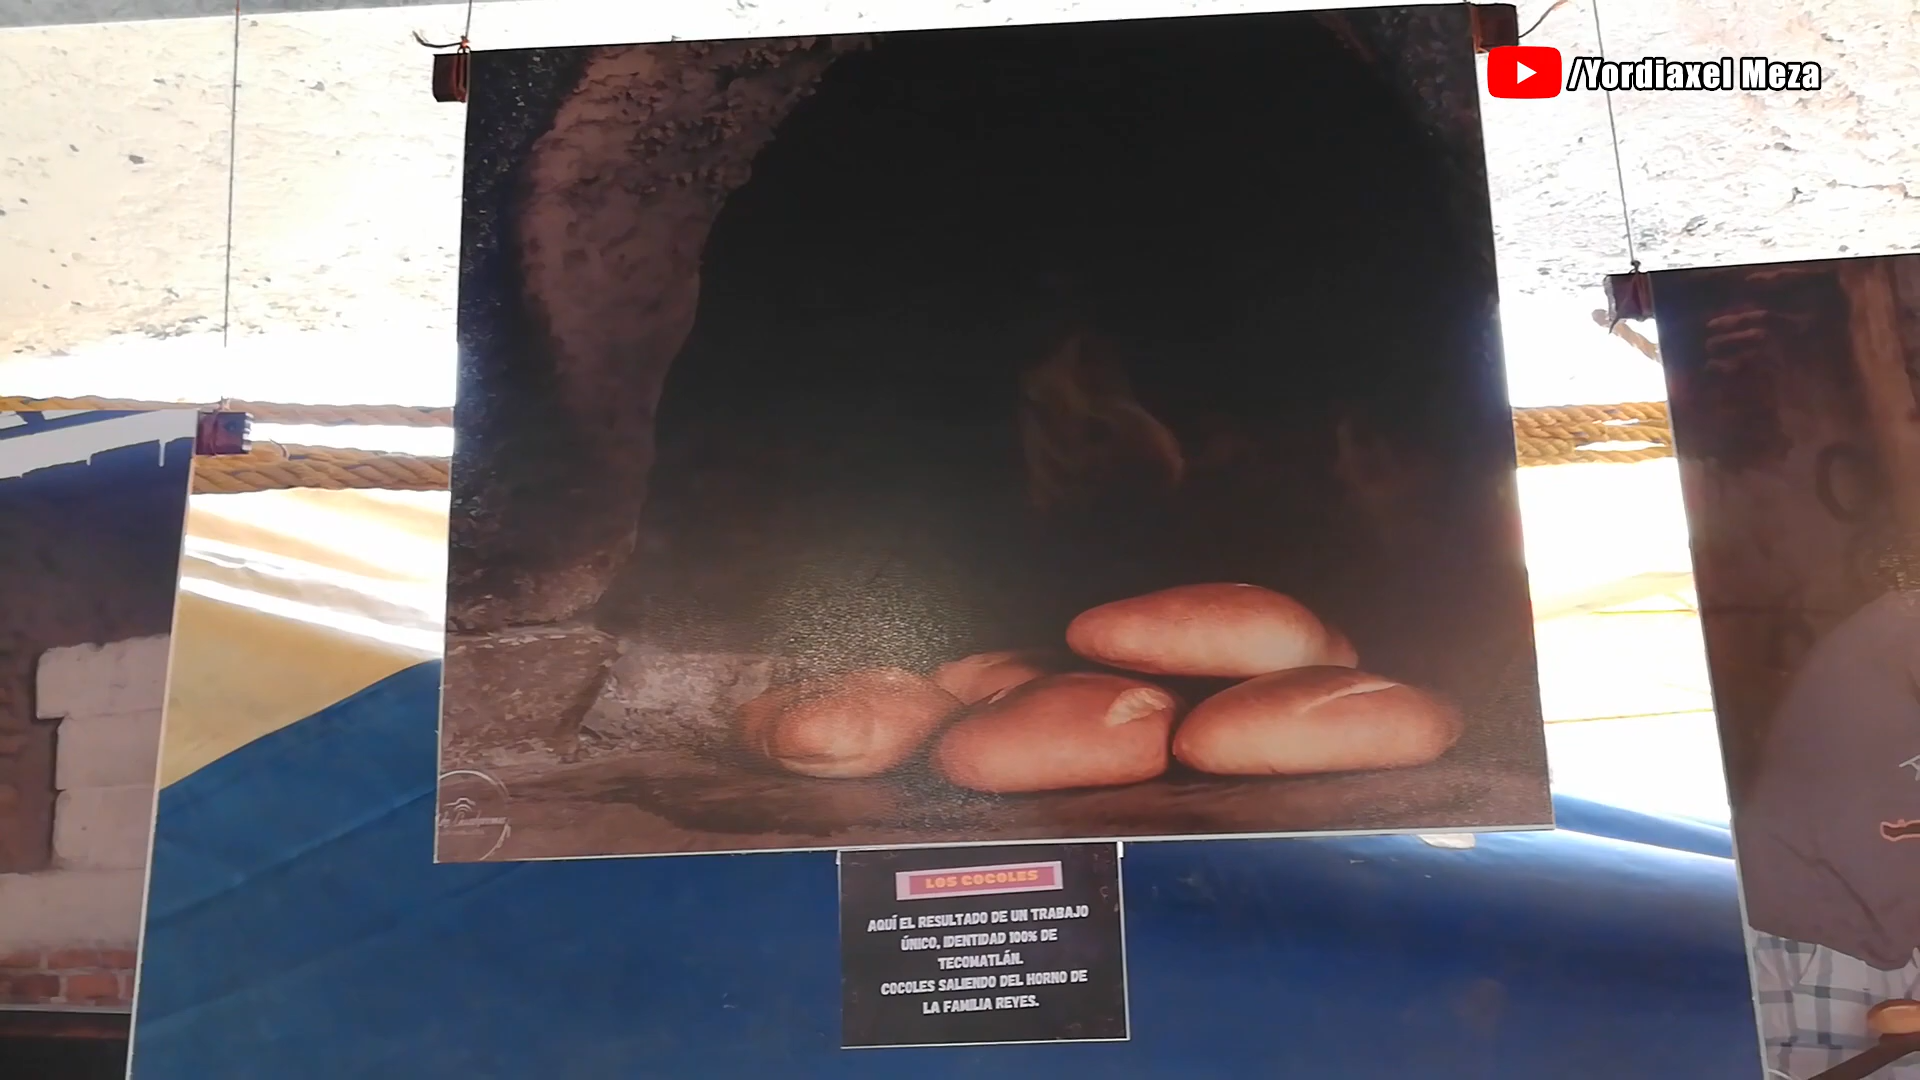 /Yordiaxel Meza
LOS COCOLES
AQUÍ EL RESULTADO DE UN TRABAJO
ÚNICO, IDENTIDAD 100% DE
TECOMATLÁN.
COCOLES SALIENDO DEL HORNO DE
LA FAMILIA REYES.